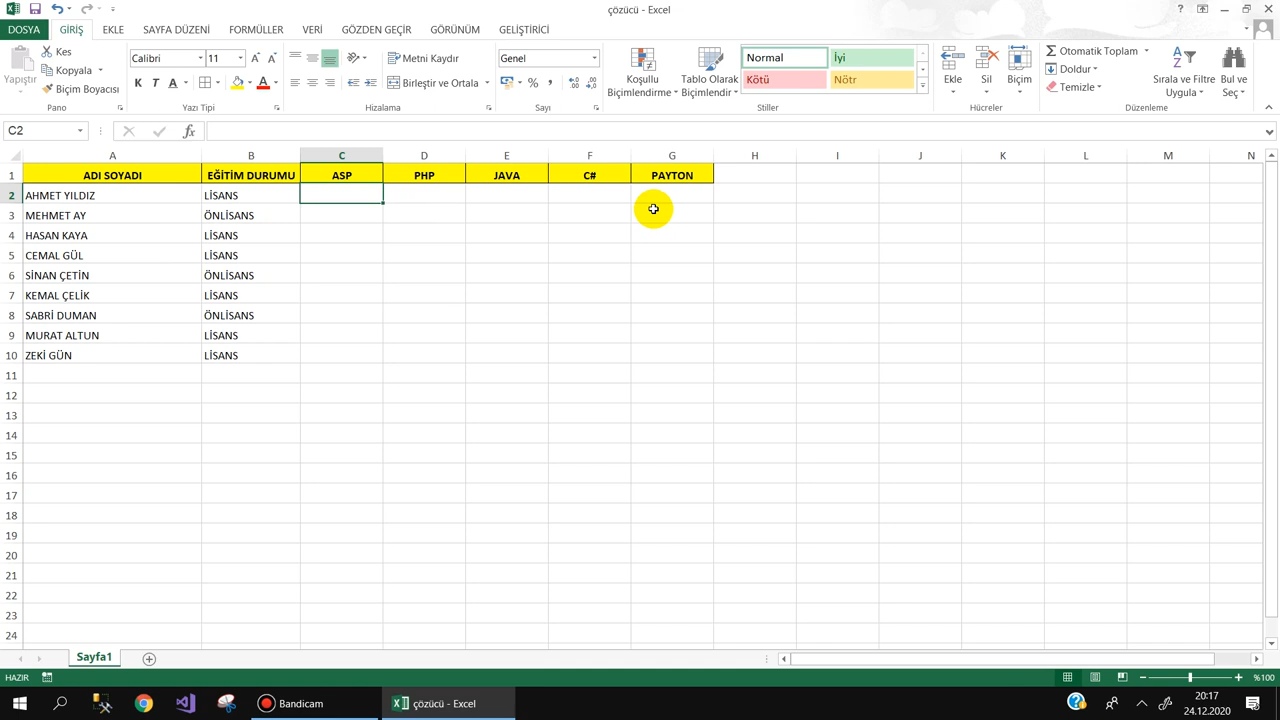 çözücü - Excel
DOSYA GİRİŞ EKLE SAYFA DÜZENİ FORMÜLLER VERİ GÖZDEN GEÇİR GÖRÜNÜM GELİŞTİRİCİ
Yapıştır
Kes
Kopyala
Biçim Boyacısı
Pano
Calibri 11
K T A
Yazı Tipi
Metni Kaydır
Birleştir ve Ortala
Hizalama
Genel
%
Sayı
Koşullu Biçimlendirme
Tablo Olarak Biçimlendir
Normal İyi
Kötü Nötr
Stiller
Ekle Sil Biçim
Hücreler
Otomatik Toplam
Doldur
Temizle
Sırala ve Filtre Uygula
Bul ve Seç
Düzenleme
C2 fx
A B C D E F G H I J K L M N
1 ADI SOYADI EĞİTİM DURUMU ASP PHP JAVA C# PAYTON
2 AHMET YILDIZ LİSANS
3 MEHMET AY ÖNLİSANS
4 HASAN KAYA LİSANS
5 CEMAL GÜL LİSANS
6 SİNAN ÇETİN ÖNLİSANS
7 KEMAL ÇELİK LİSANS
8 SABRİ DUMAN ÖNLİSANS
9 MURAT ALTUN LİSANS
10 ZEKİ GÜN LİSANS
11
12
13
14
15
16
17
18
19
20
21
22
23
24
Sayfa1
HAZIR %100
Bandicam çözücü - Excel 20:17
24.12.2020